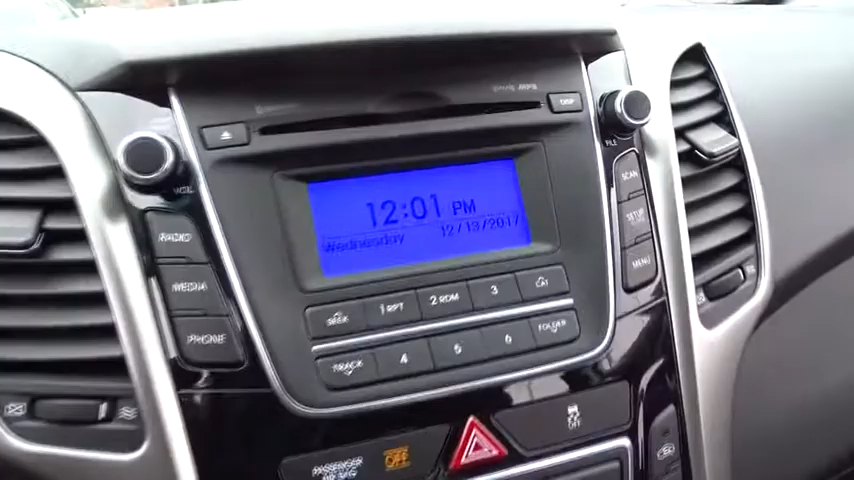 DISP
12:01 PM
Wednesday 12/13/2017
RADIO
MEDIA
PHONE
FILE
SCAN
SETUP
MENU
SEEK
1 RPT
2 RDM
3
CAT
TRACK
4
5
6
FOLDER
PASSENGER
AIR BAG
OFF
OFF